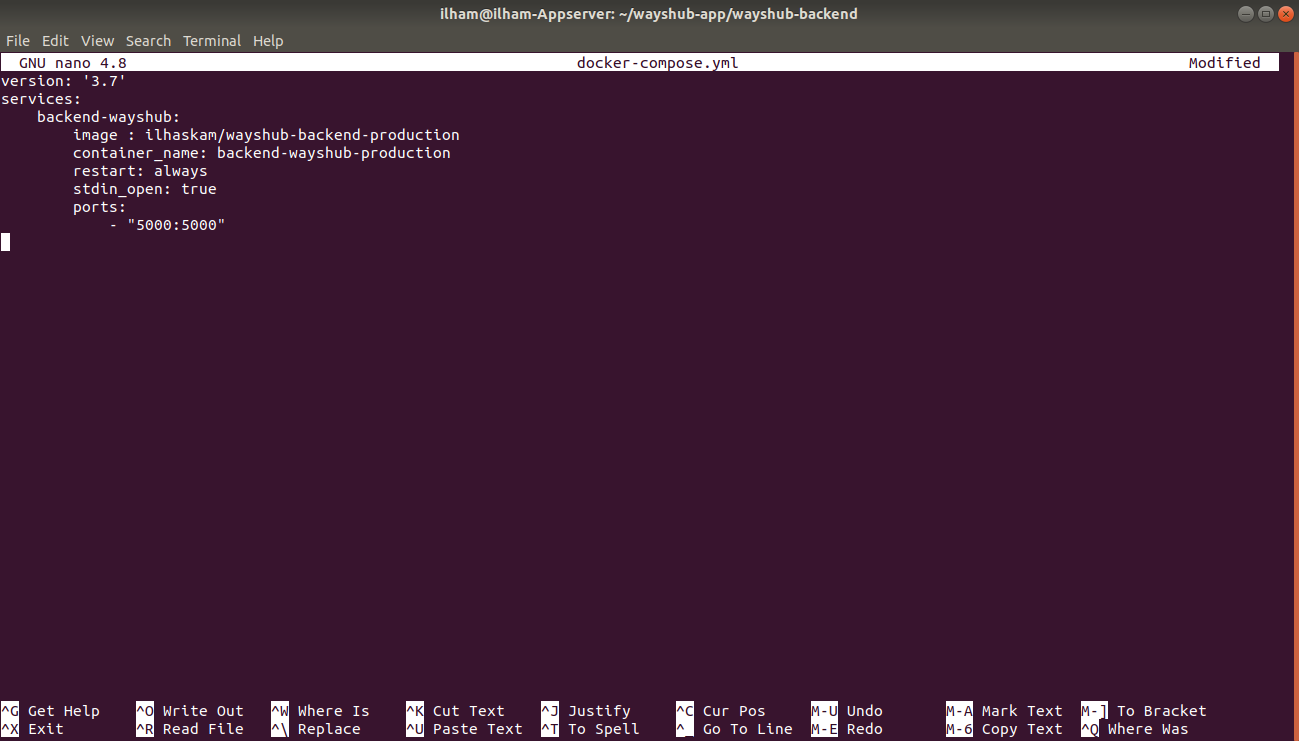 ilham@ilham-Appserver: ~/wayshub-app/wayshub-backend
File Edit View Search Terminal Help
GNU nano 4.8 docker-compose.yml Modified
version: '3.7'
services:
    backend-wayshub:
        image : ilhaskam/wayshub-backend-production
        container_name: backend-wayshub-production
        restart: always
        stdin_open: true
        ports:
            - "5000:5000"
^G Get Help ^O Write Out ^W Where Is ^K Cut Text ^J Justify ^C Cur Pos M-U Undo M-A Mark Text M-] To Bracket
^X Exit ^R Read File ^\ Replace ^U Paste Text ^T To Spell ^_ Go To Line M-E Redo M-6 Copy Text ^Q Where Was